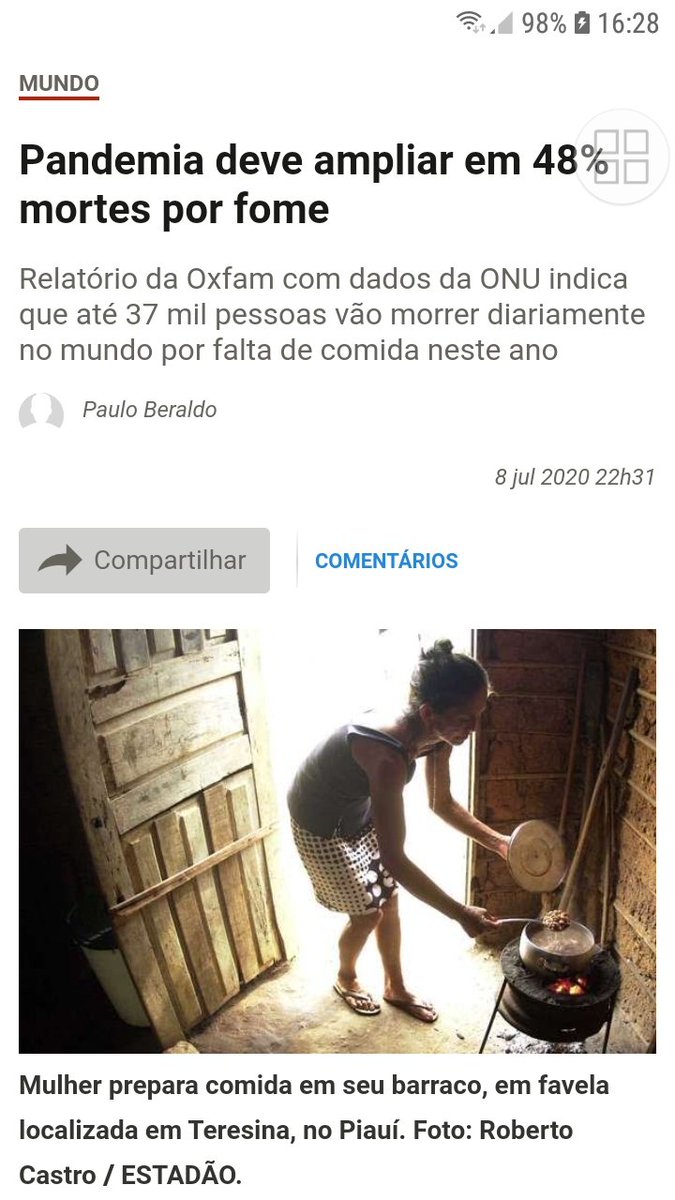 98% 16:28
MUNDO
Pandemia deve ampliar em 48%
mortes por fome
Relatório da Oxfam com dados da ONU indica
que até 37 mil pessoas vão morrer diariamente
no mundo por falta de comida neste ano
Paulo Beraldo
8 jul 2020 22h31
Compartilhar
COMENTÁRIOS
Mulher prepara comida em seu barraco, em favela
localizada em Teresina, no Piauí. Foto: Roberto
Castro / ESTADÃO.